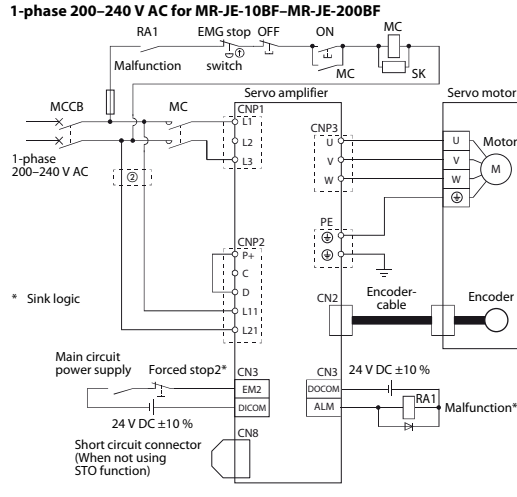 1-phase 200–240 V AC for MR-JE-10BF–MR-JE-200BF
RA1
EMG stop
OFF
ON
MC
Malfunction
switch
MC
SK
MCCB
MC
Servo amplifier
Servo motor
CNP1
L1
L2
L3
CNP3
U
V
W
U
V
W
Motor
M
1-phase
200–240 V AC
②
PE
CNP2
P+
C
D
L11
L21
* Sink logic
CN2
Encoder-
cable
Encoder
Main circuit
power supply
Forced stop2*
CN3
EM2
DICOM
24 V DC ±10 %
CN3
DOCOM
ALM
24 V DC ±10 %
RA1
Malfunction*
CN8
Short circuit connector
(When not using
STO function)